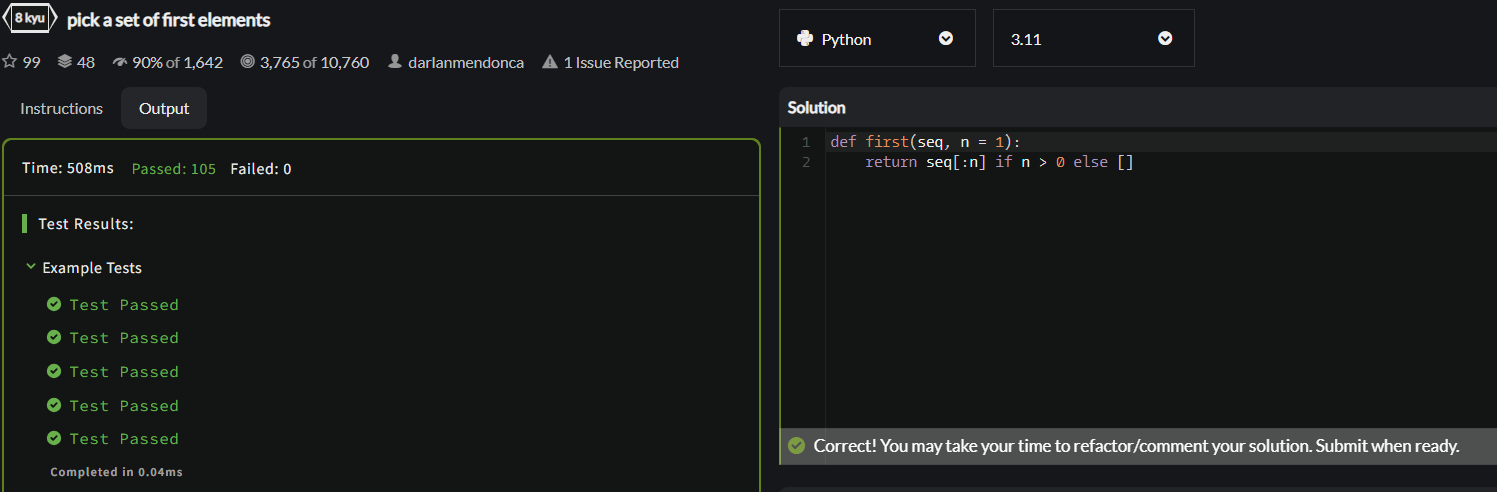 8 kyu pick a set of first elements
99 48 90% of 1,642 3,765 of 10,760 darlanmendonca 1 Issue Reported
Instructions Output
Time: 508ms Passed: 105 Failed: 0
Test Results:
Example Tests
Test Passed
Test Passed
Test Passed
Test Passed
Test Passed
Completed in 0.04ms
Python 3.11
Solution
1 def first(seq, n = 1):
2 return seq[:n] if n > 0 else []
Correct! You may take your time to refactor/comment your solution. Submit when ready.